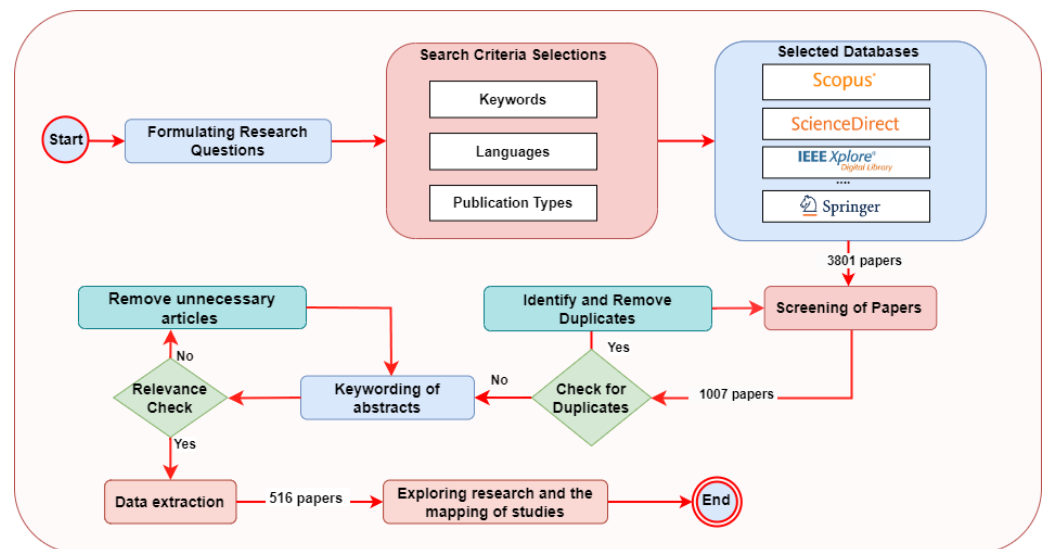 Search Criteria Selections
Keywords
Languages
Publication Types
Selected Databases
Scopus®
ScienceDirect
IEEE Xplore®
Digital Library
....
Springer
Start
Formulating Research
Questions
3801 papers
Remove unnecessary
articles
Identify and Remove
Duplicates
Screening of Papers
No
Yes
Relevance
Check
Keywording of
abstracts
No
Check for
Duplicates
1007 papers
Yes
Data extraction
516 papers
Exploring research and the
mapping of studies
End